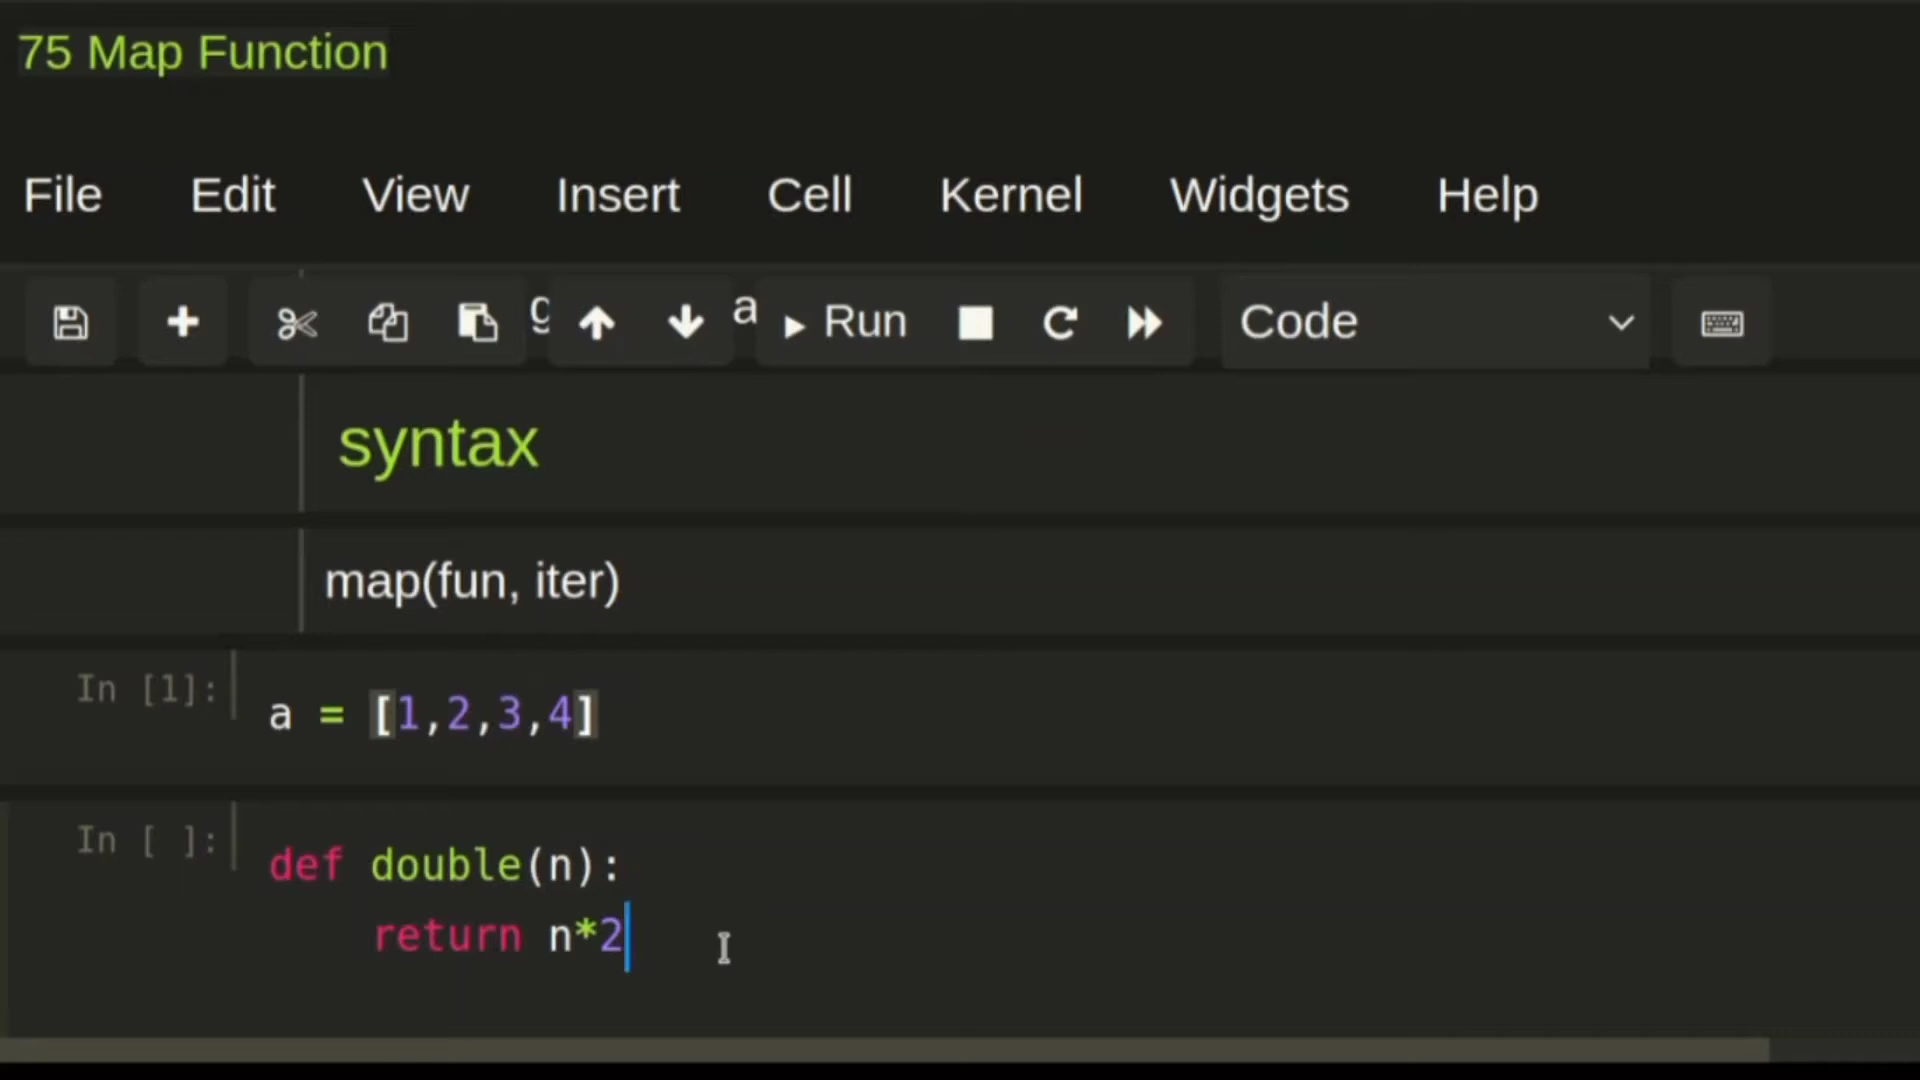 75 Map Function
File Edit View Insert Cell Kernel Widgets Help
g a Run Code
syntax
map(fun, iter)
In [1]: a = [1,2,3,4]
In [ ]: def double(n):
return n*2